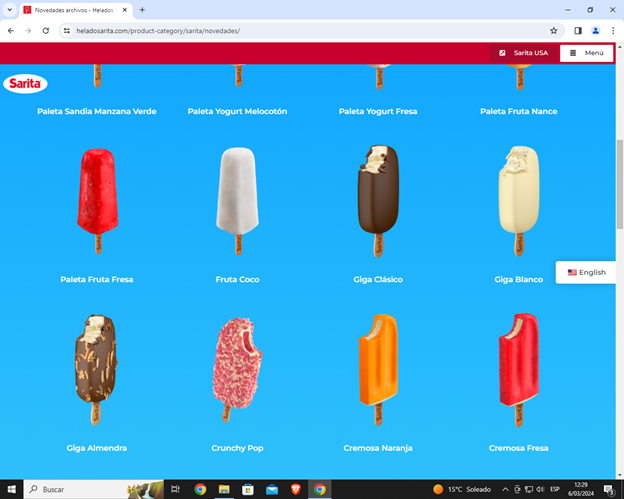 Novedades archivos - Helados
heladosarita.com/product-category/sarita/novedades/
Sarita USA
Menú
Sarita
Paleta Sandia Manzana Verde
Paleta Yogurt Melocotón
Paleta Yogurt Fresa
Paleta Fruta Nance
Paleta Fruta Fresa
Fruta Coco
Giga Clásico
Giga Blanco
English
Giga Almendra
Crunchy Pop
Cremosa Naranja
Cremosa Fresa
Buscar
15°C Soleado
ESP
12:29
6/03/2024